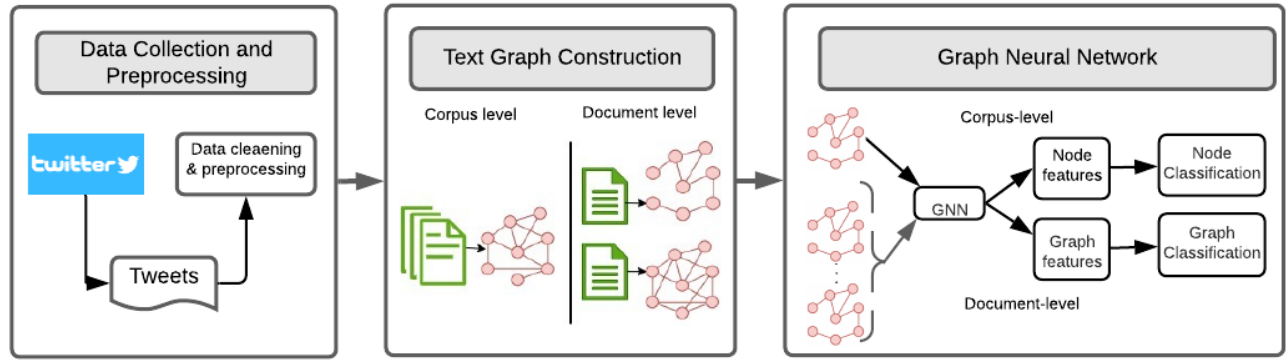 Data Collection and
Preprocessing
twitter
Data cleaening
& preprocessing
Tweets
Text Graph Construction
Corpus level
Document level
Graph Neural Network
Corpus-level
GNN
Node
features
Node
Classification
Graph
features
Graph
Classification
Document-level